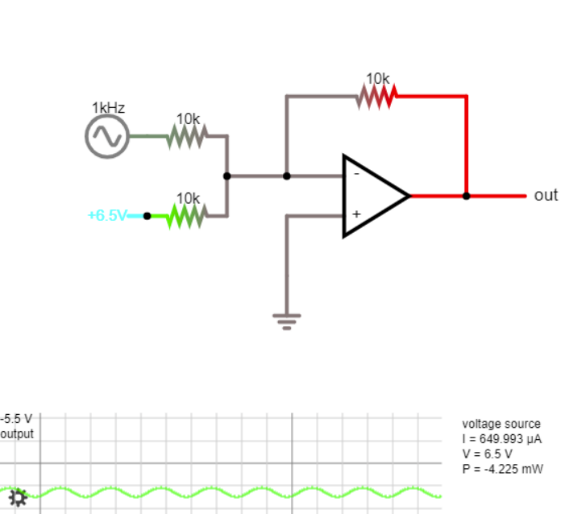 10k
1kHz
10k
10k
+6.5V
-
+
out
-5.5 V
output
voltage source
I = 649.993 μA
V = 6.5 V
P = -4.225 mW